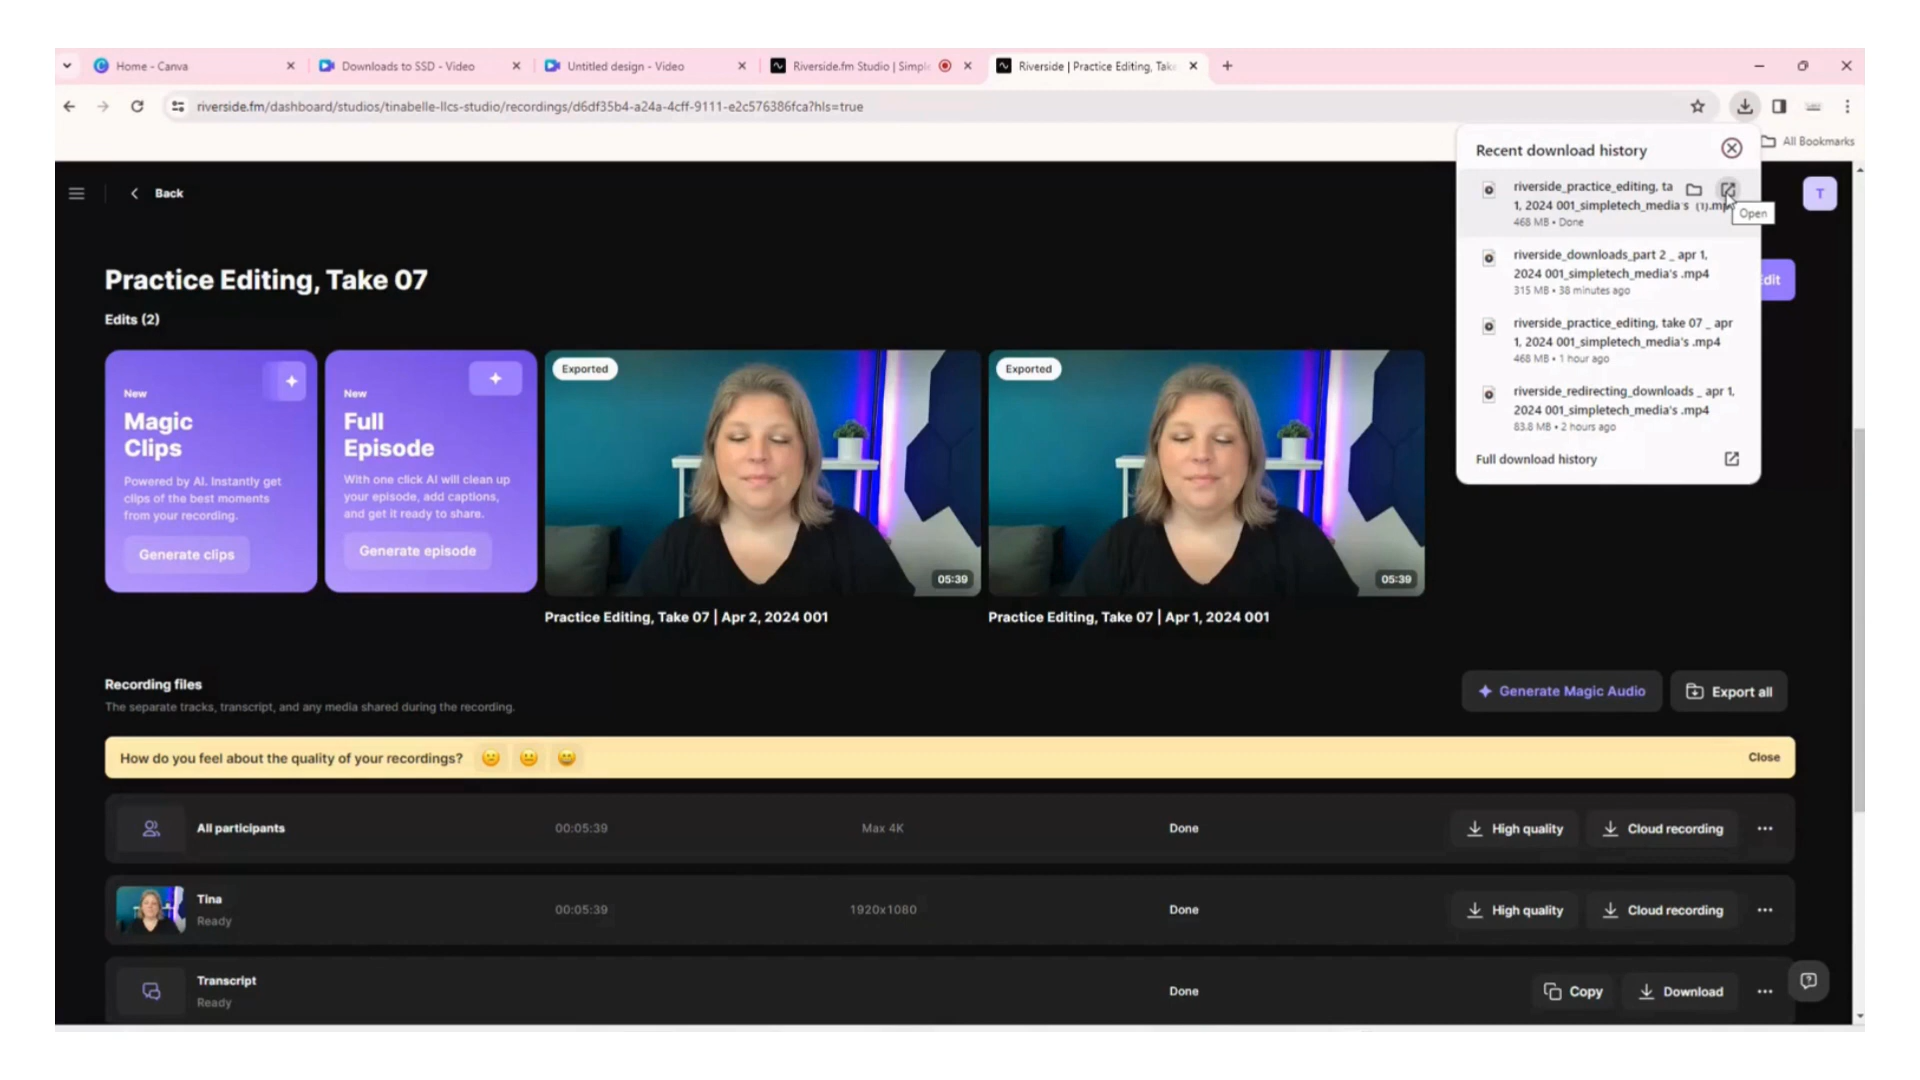 Home - Canva
Downloads to SSD - Video
Untitled design - Video
Riverside.fm Studio | Simple
Riverside | Practice Editing, Take
riverside.fm/dashboard/studios/tinabelle-llcs-studio/recordings/d6df35b4-a24a-4cff-9111-e2c576386fca?hls=true
All Bookmarks
Recent download history
riverside_practice_editing, ta
1, 2024 001_simpletech_media's (1).mp
468 MB • Done
Open
riverside_downloads_part 2 _ apr 1,
2024 001_simpletech_media's .mp4
315 MB • 38 minutes ago
riverside_practice_editing, take 07 _ apr
1, 2024 001_simpletech_media's .mp4
468 MB • 1 hour ago
riverside_redirecting_downloads _ apr 1,
2024 001_simpletech_media's .mp4
83.8 MB • 2 hours ago
Full download history
Back
T
Practice Editing, Take 07
dit
Edits (2)
New
Magic
Clips
Powered by AI. Instantly get
clips of the best moments
from your recording.
Generate clips
New
Full
Episode
With one click AI will clean up
your episode, add captions,
and get it ready to share.
Generate episode
Exported
05:39
Practice Editing, Take 07 | Apr 2, 2024 001
Exported
05:39
Practice Editing, Take 07 | Apr 1, 2024 001
Recording files
The separate tracks, transcript, and any media shared during the recording.
Generate Magic Audio
Export all
How do you feel about the quality of your recordings?
Close
All participants
00:05:39
Max 4K
Done
High quality
Cloud recording
Tina
Ready
00:05:39
1920x1080
Done
High quality
Cloud recording
Transcript
Ready
Done
Copy
Download